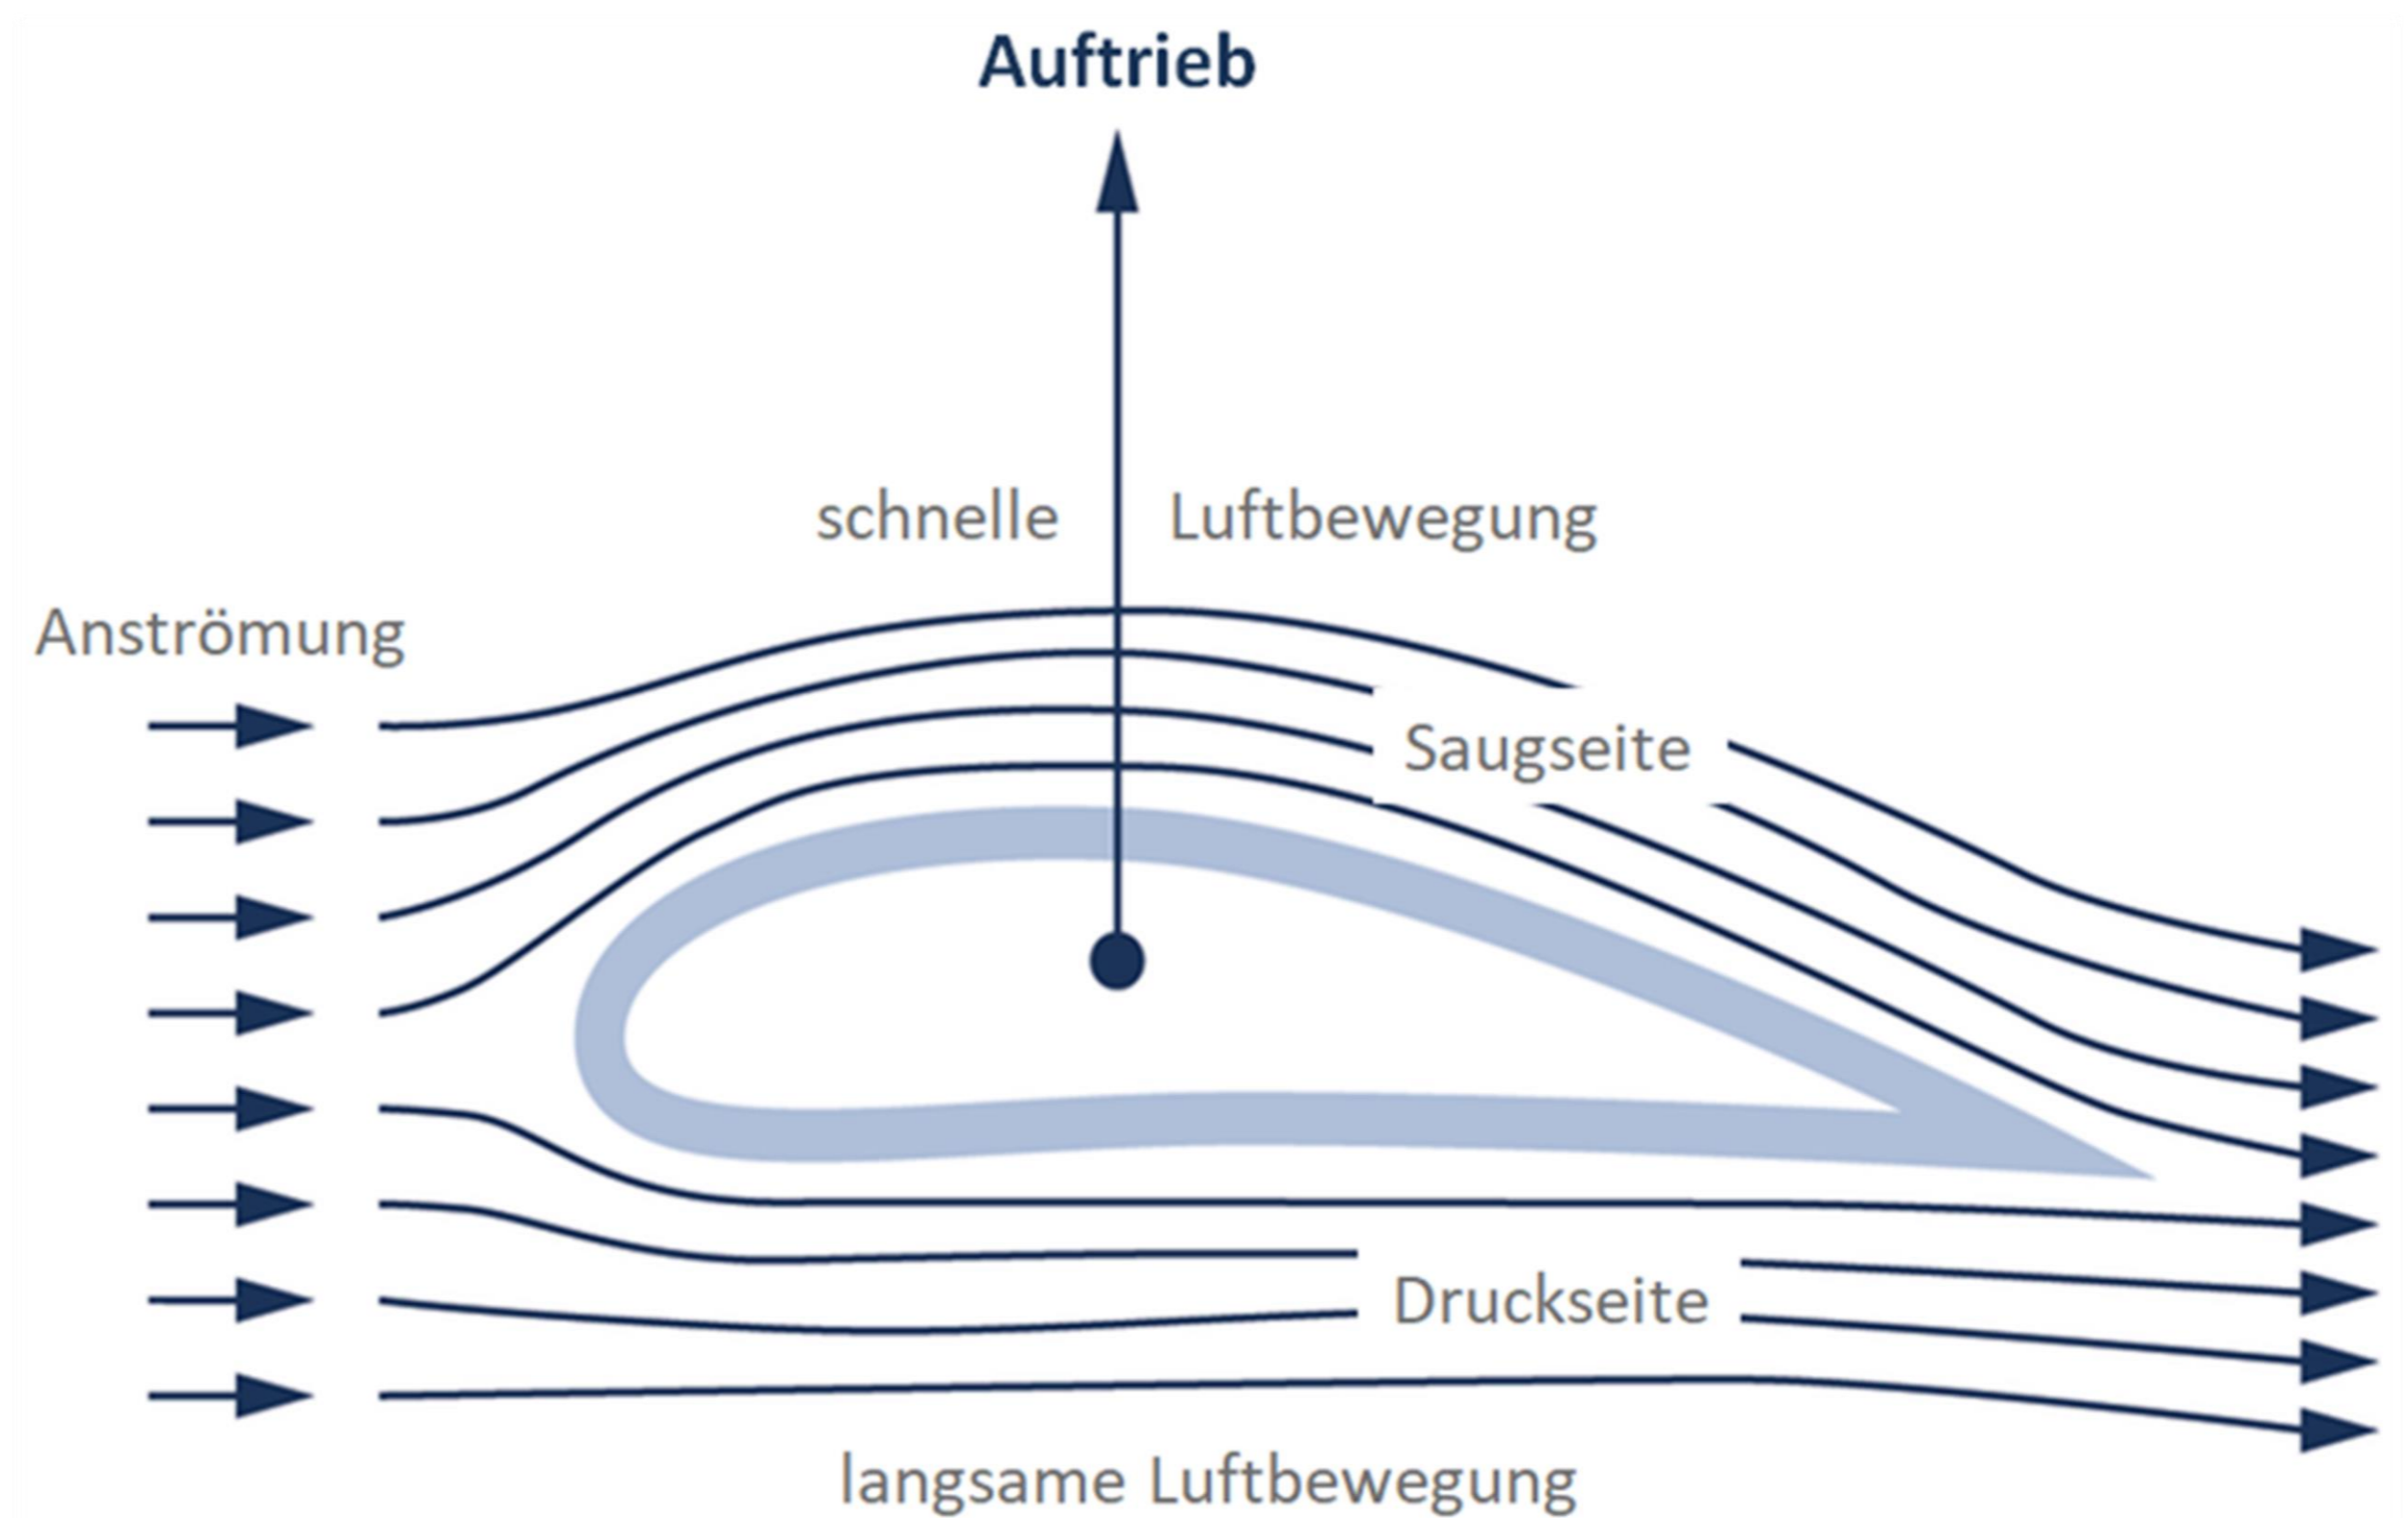 Auftrieb
schnelle Luftbewegung
Anströmung
Saugseite
Druckseite
langsame Luftbewegung